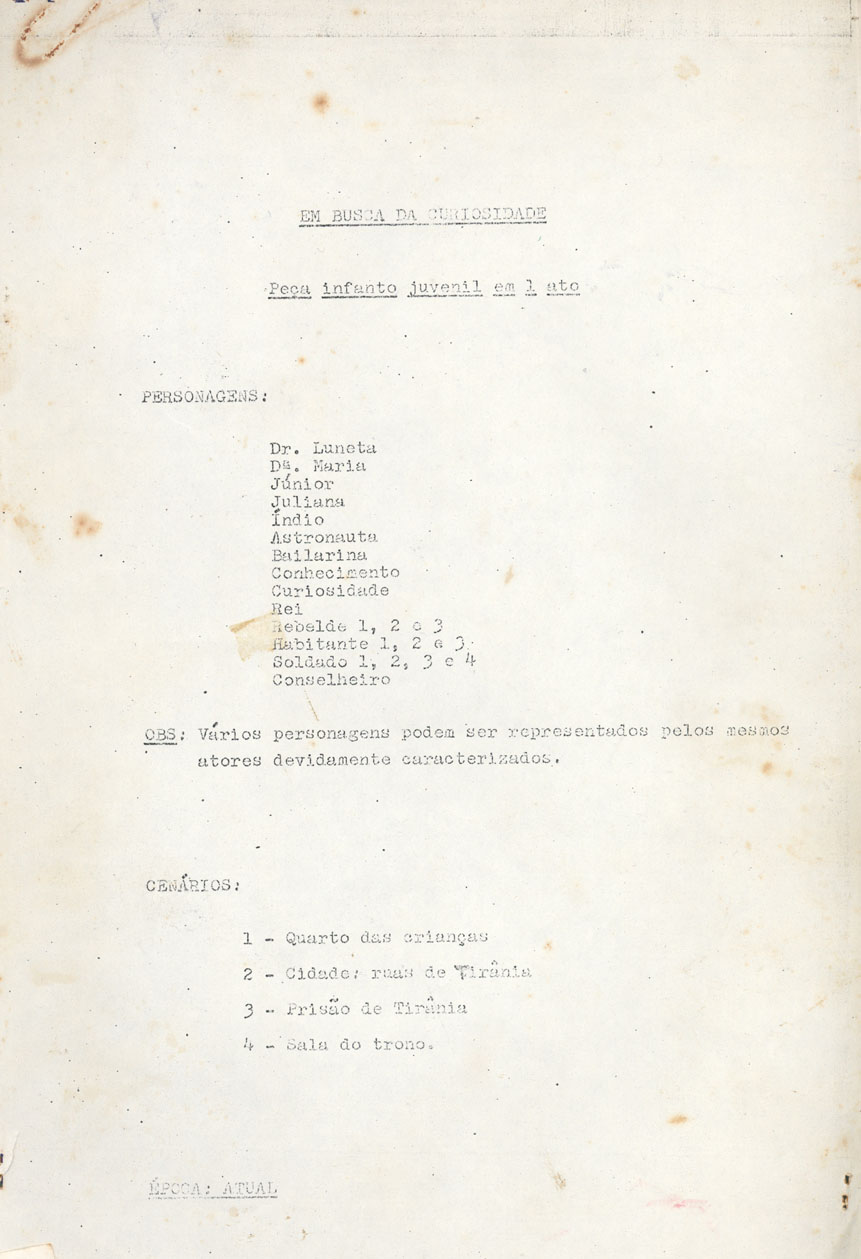 EM BUSCA DA CURIOSIDADE
Peça infanto juvenil em 1 ato
PERSONAGENS:
Dr. Luneta
Dª. Maria
Júnior
Juliana
Índio
Astronauta
Bailarina
Conhecimento
Curiosidade
Rei
Rebelde 1, 2 e 3
Habitante 1, 2 e 3
Soldado 1, 2, 3 e 4
Conselheiro
OBS: Vários personagens podem ser representados pelos mesmos
atores devidamente caracterizados.
CENÁRIOS:
1 - Quarto das crianças
2 - Cidade: ruas de Tirânia
3 - Prisão de Tirânia
4 - Sala do trono.
ÉPOCA: ATUAL